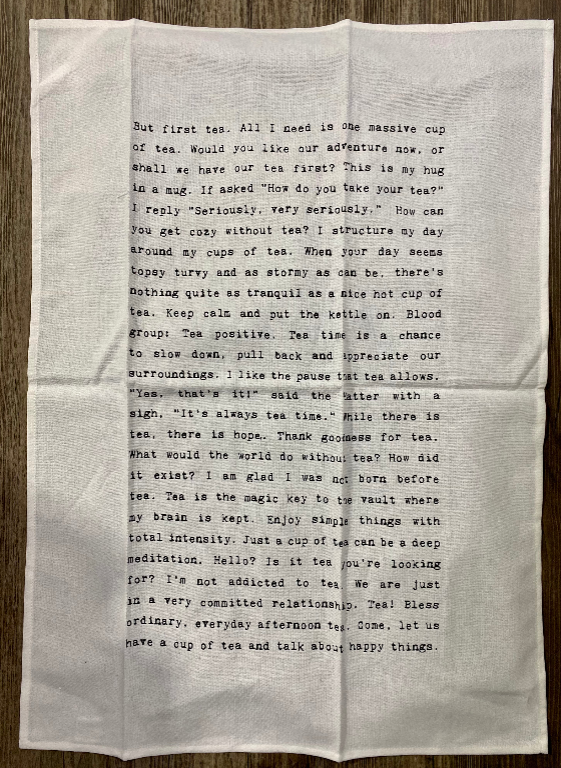 But first tea. All I need is one massive cup
of tea. Would you like our adventure now, or
shall we have our tea first? This is my hug
in a mug. If asked "How do you take your tea?"
I reply "Seriously, very seriously." How can
you get cozy without tea? I structure my day
around my cups of tea. When your day seems
topsy turvy and as stormy as can be, there's
nothing quite as tranquil as a nice hot cup of
tea. Keep calm and put the kettle on. Blood
group: Tea positive. Tea time is a chance
to slow down, pull back and appreciate our
surroundings. I like the pause that tea allows.
"Yes, that's it!" said the Hatter with a
sigh, "It's always tea time." While there is
tea, there is hope. Thank goodness for tea.
What would the world do without tea? How did
it exist? I am glad I was not born before
tea. Tea is the magic key to the vault where
my brain is kept. Enjoy simple things with
total intensity. Just a cup of tea can be a deep
meditation. Hello? Is it tea you're looking
for? I'm not addicted to tea. We are just
in a very committed relationship. Tea! Bless
ordinary, everyday afternoon tea. Come, let us
have a cup of tea and talk about happy things.